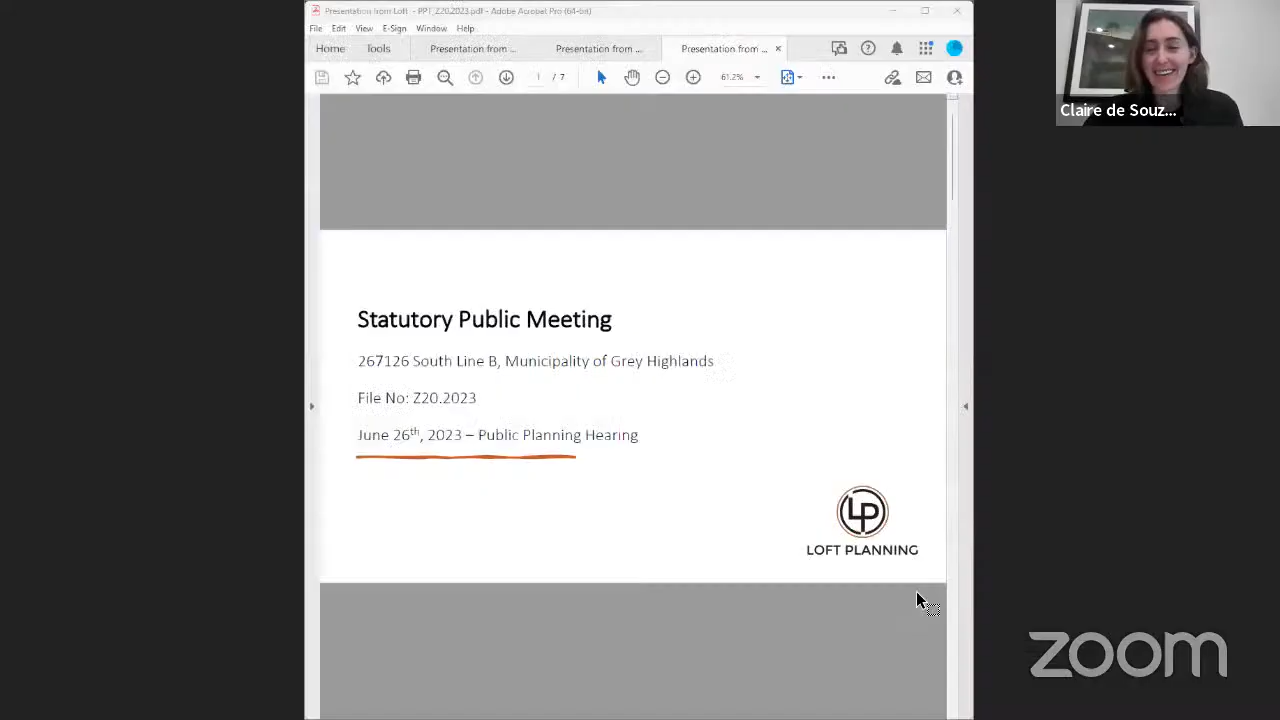 Presentation from Loft - PPT_Z20.2023.pdf - Adobe Acrobat Pro (64-bit)
File Edit View E-Sign Window Help
Home Tools Presentation from ... Presentation from ... Presentation from ... ×
1 / 7 61.2%
Claire de Souz...
Statutory Public Meeting
267126 South Line B, Municipality of Grey Highlands
File No: Z20.2023
June 26th, 2023 – Public Planning Hearing
LP
LOFT PLANNING
zoom